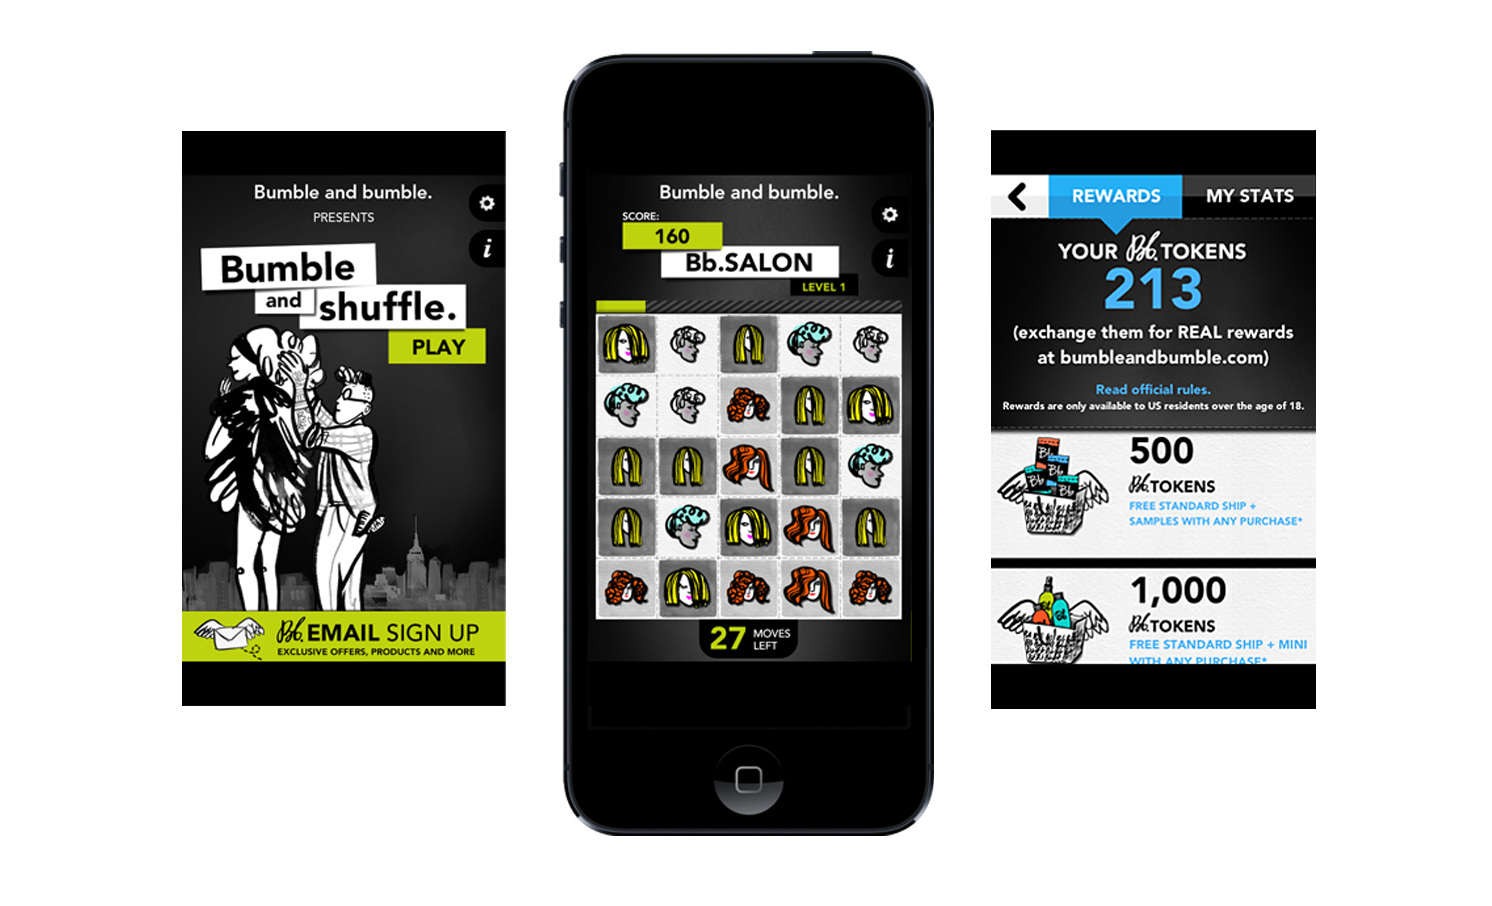 Bumble and bumble.
PRESENTS
i
Bumble
and
shuffle.
PLAY
Bb. EMAIL SIGN UP
EXCLUSIVE OFFERS, PRODUCTS AND MORE
Bumble and bumble.
SCORE:
160
i
Bb.SALON
LEVEL 1
27 MOVES
LEFT
REWARDS MY STATS
YOUR Bb. TOKENS
213
(exchange them for REAL rewards
at bumbleandbumble.com)
Read official rules.
Rewards are only available to US residents over the age of 18.
500
Bb. TOKENS
FREE STANDARD SHIP +
SAMPLES WITH ANY PURCHASE*
Bb
Bb
Bb
Bb
1,000
Bb. TOKENS
FREE STANDARD SHIP + MINI
WITH ANY PURCHASE*